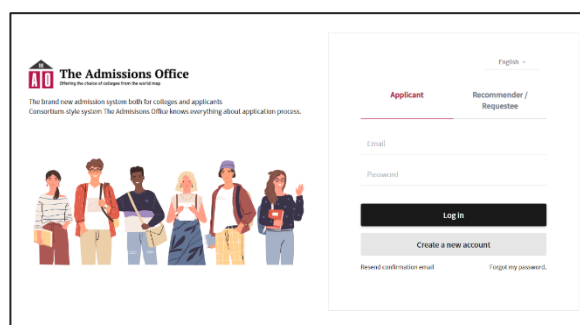 The Admissions Office
Offering the choice of colleges from the world map
The brand new admission system both for colleges and applicants
Consortium-style system The Admisisons Office knows everything about application process.
English
Applicant
Recommender /
Requestee
Email
Password
Log in
Create a new account
Resend confirmation email
Forgot my password.